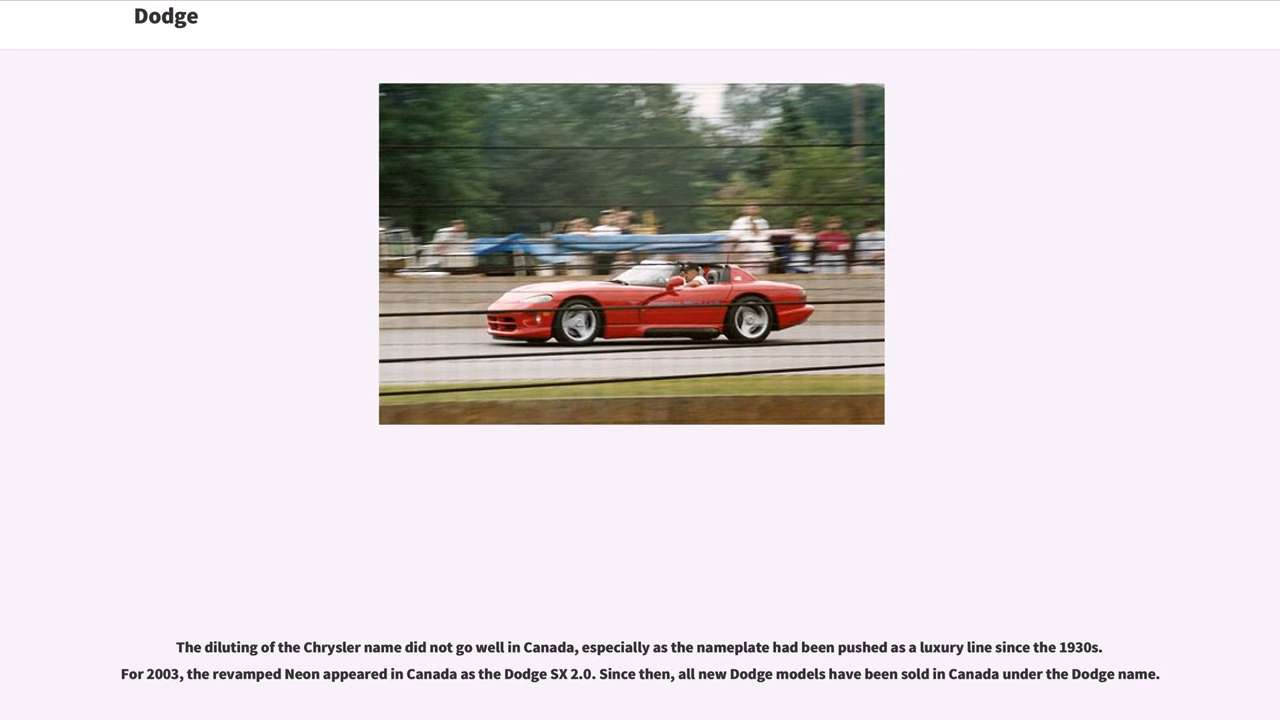 Dodge
The diluting of the Chrysler name did not go well in Canada, especially as the nameplate had been pushed as a luxury line since the 1930s.
For 2003, the revamped Neon appeared in Canada as the Dodge SX 2.0. Since then, all new Dodge models have been sold in Canada under the Dodge name.